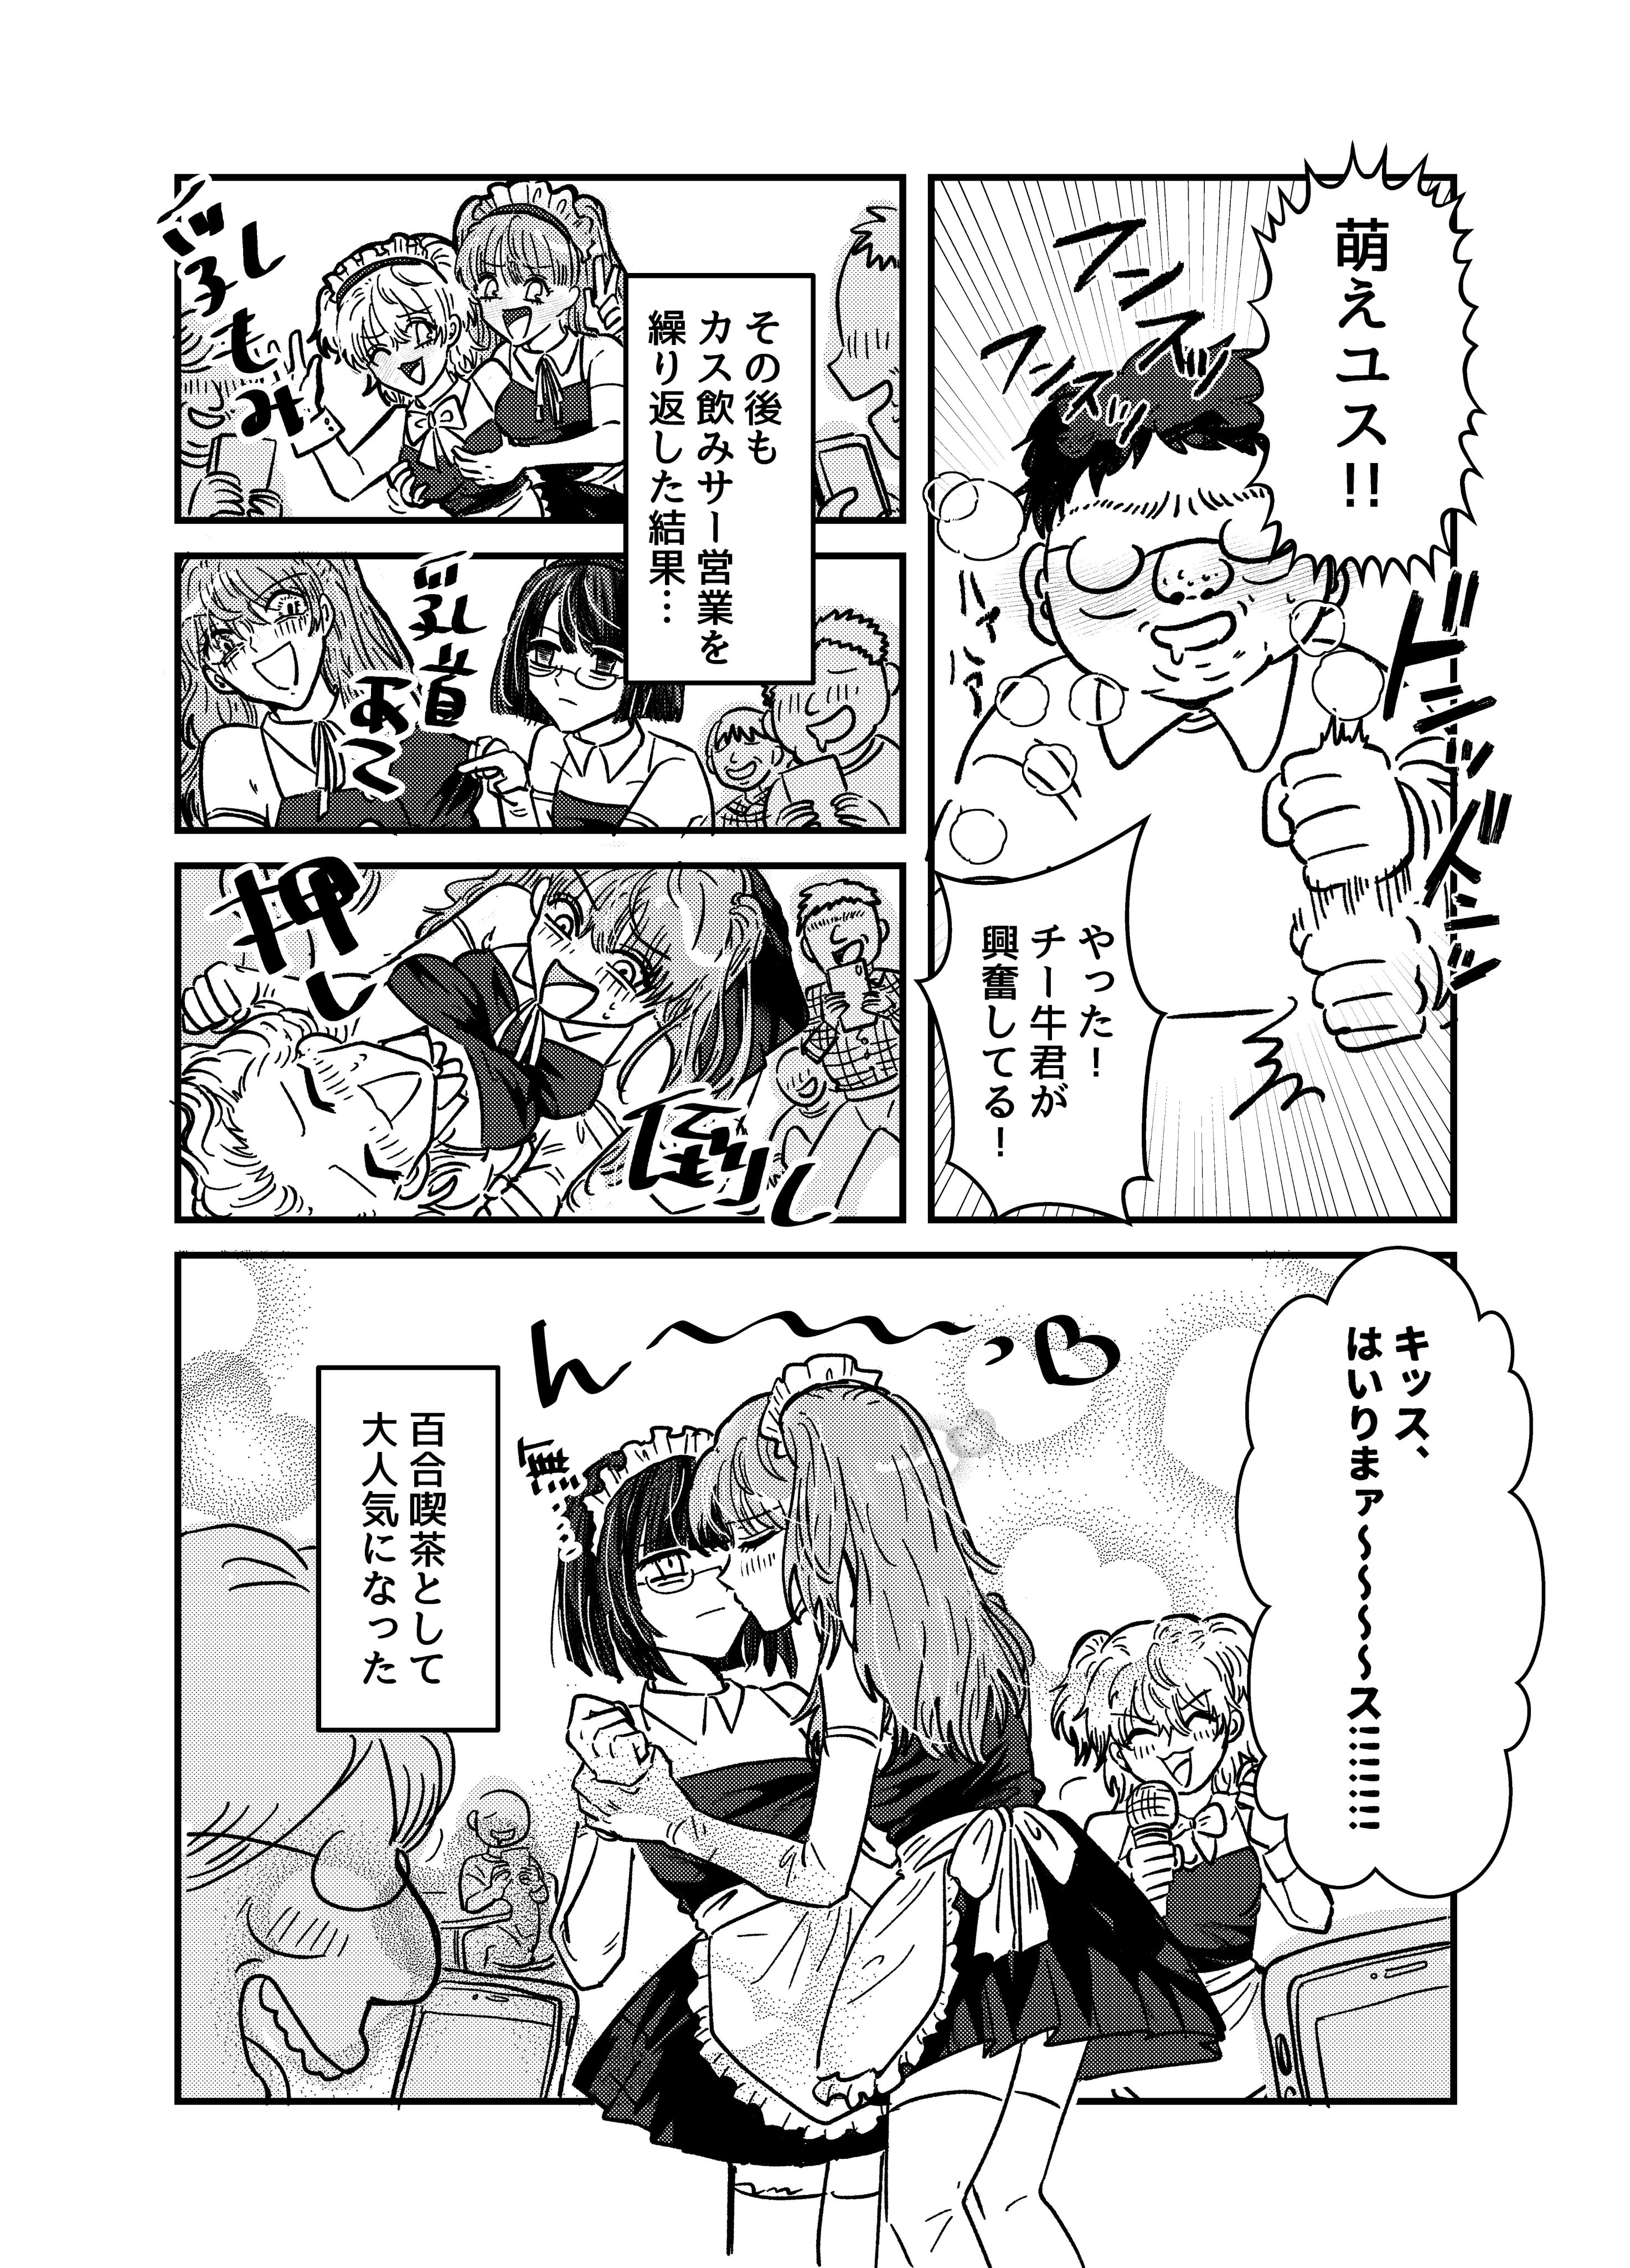 萌えユス!!
フンスッ
フンスッ
ハァハァ
ドンッ
ドンッ
やった!
チー牛君が
興奮してる!
その後も
カス飲みサー営業を
繰り返した結果…
乳もみし
乳首
あて
押し
倒し
キッス、
はいりまァ〜〜〜〜ス!!!!!!!!
ん〜〜〜・♡
百合喫茶として
大人気になった